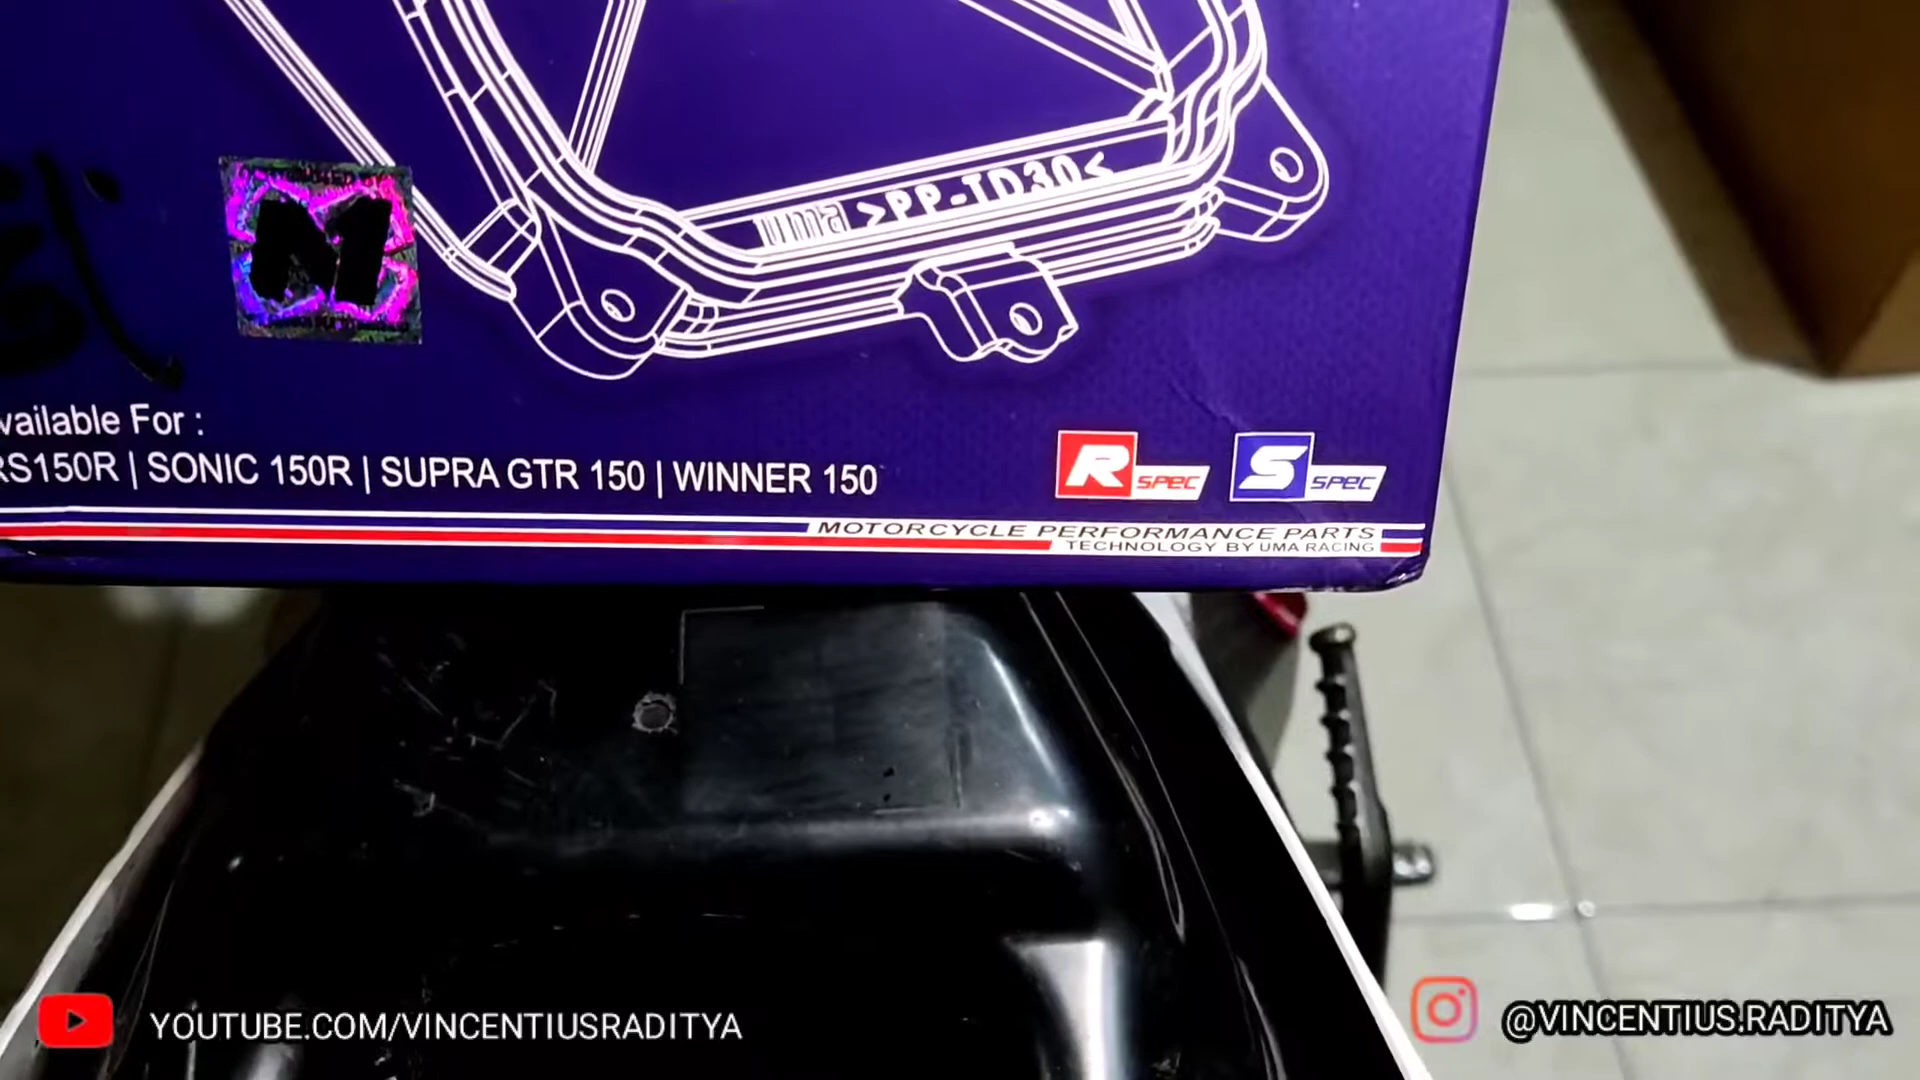 uma >PP-TD30<
M1
vailable For :
RS150R | SONIC 150R | SUPRA GTR 150 | WINNER 150
R SPEC
S SPEC
MOTORCYCLE PERFORMANCE PARTS
TECHNOLOGY BY UMA RACING
YOUTUBE.COM/VINCENTIUSRADITYA
@VINCENTIUS.RADITYA